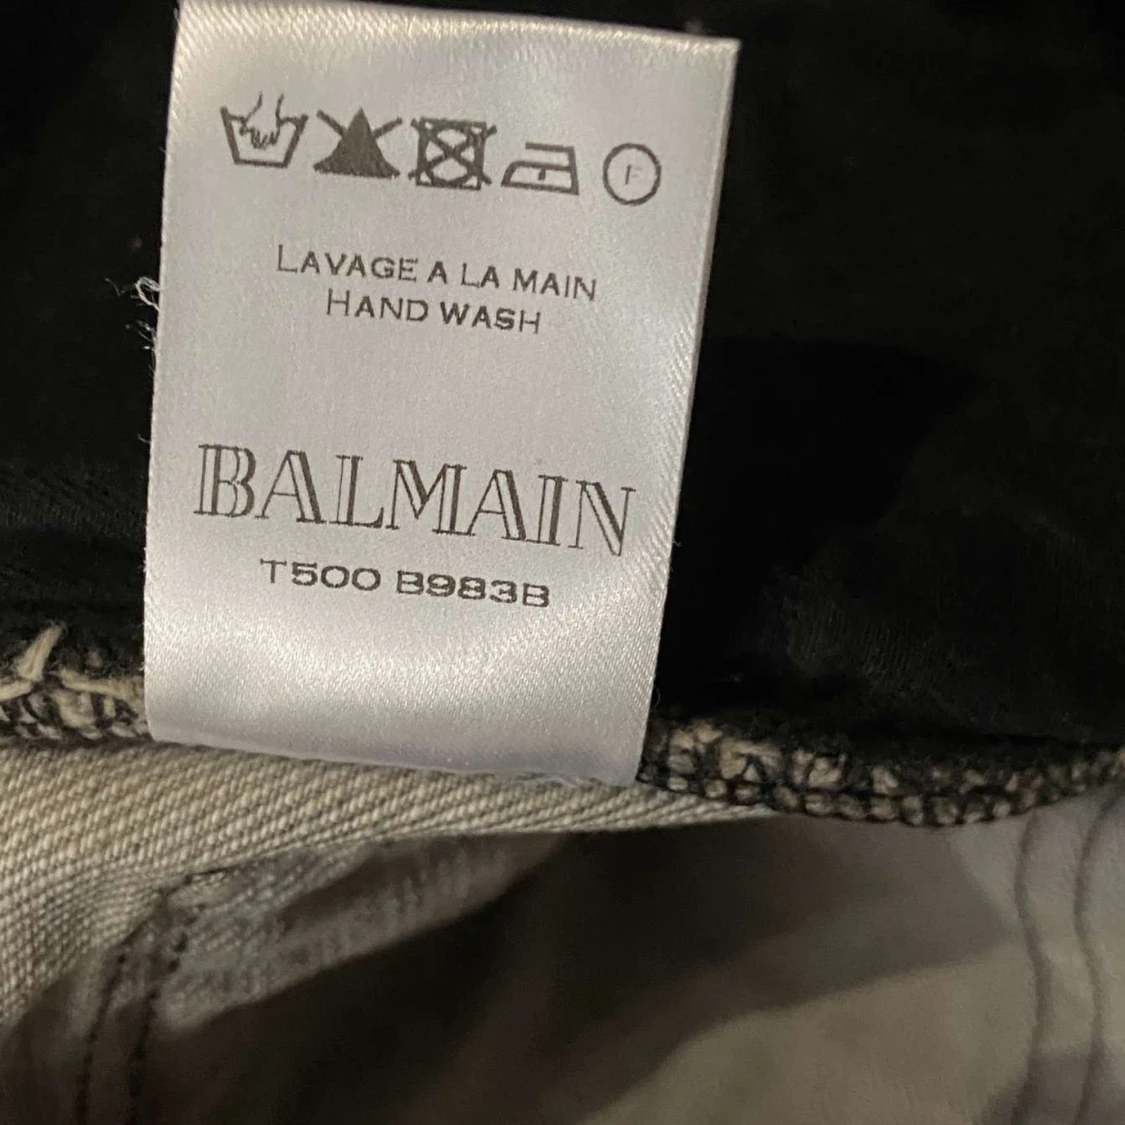 F
LAVAGE A LA MAIN
HAND WASH
BALMAIN
T500 B983B